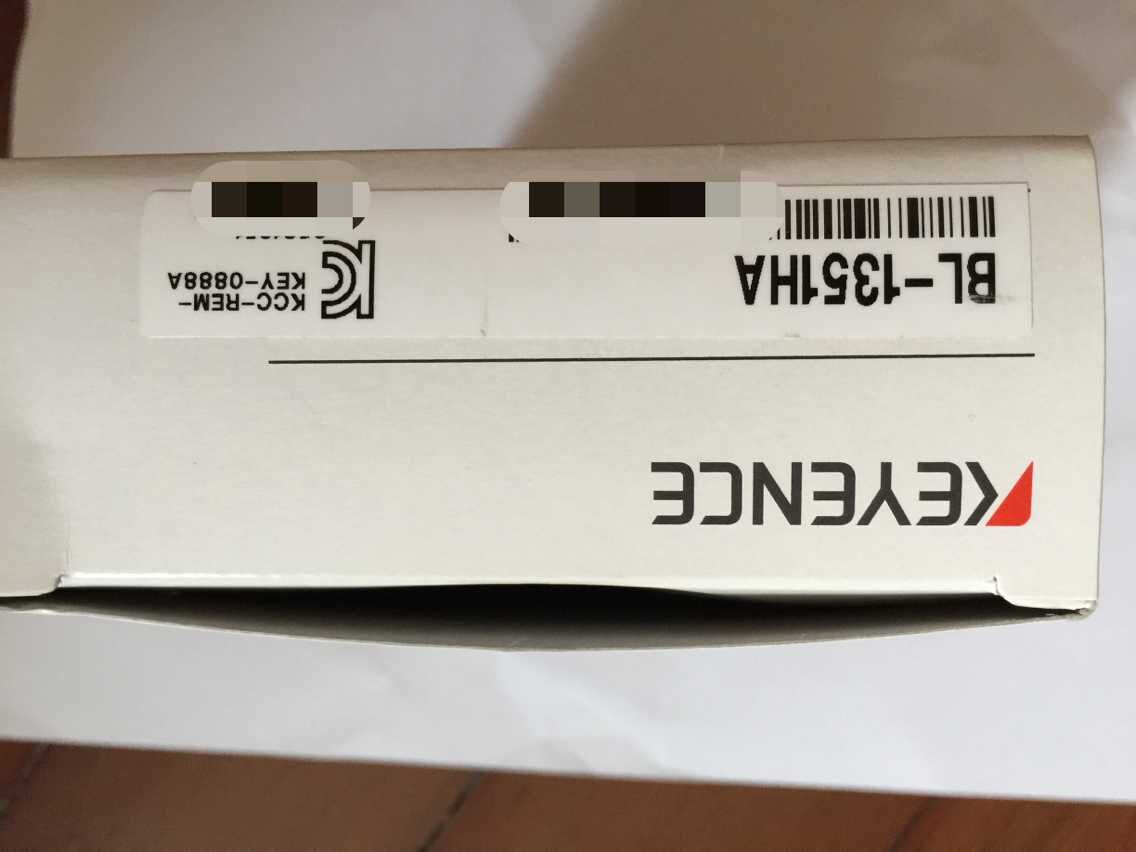 KEYENCE
BL-1351HA
KCC-REM-
KEY-0888A